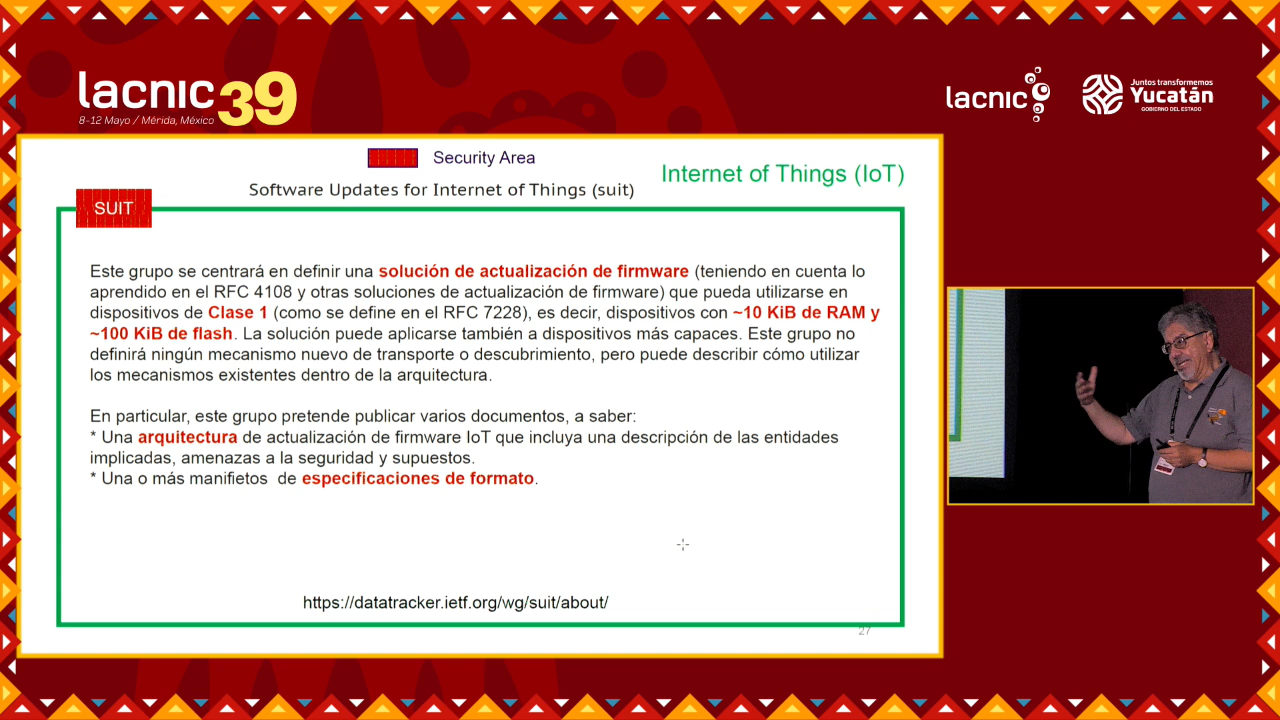 lacnic39
8-12 Mayo / Mérida, México
lacnic
Juntos transformemos
Yucatán
GOBIERNO DEL ESTADO
Security Area
Internet of Things (IoT)
Software Updates for Internet of Things (suit)
SUIT
Este grupo se centrará en definir una solución de actualización de firmware (teniendo en cuenta lo
aprendido en el RFC 4108 y otras soluciones de actualización de firmware) que pueda utilizarse en
dispositivos de Clase 1 (como se define en el RFC 7228), es decir, dispositivos con ~10 KiB de RAM y
~100 KiB de flash. La solución puede aplicarse también a dispositivos más capaces. Este grupo no
definirá ningún mecanismo nuevo de transporte o descubrimiento, pero puede describir cómo utilizar
los mecanismos existentes dentro de la arquitectura.
En particular, este grupo pretende publicar varios documentos, a saber:
* Una arquitectura de actualización de firmware IoT que incluya una descripción de las entidades
implicadas, amenazas a la seguridad y supuestos.
* Una o más manifietos de especificaciones de formato.
https://datatracker.ietf.org/wg/suit/about/
27